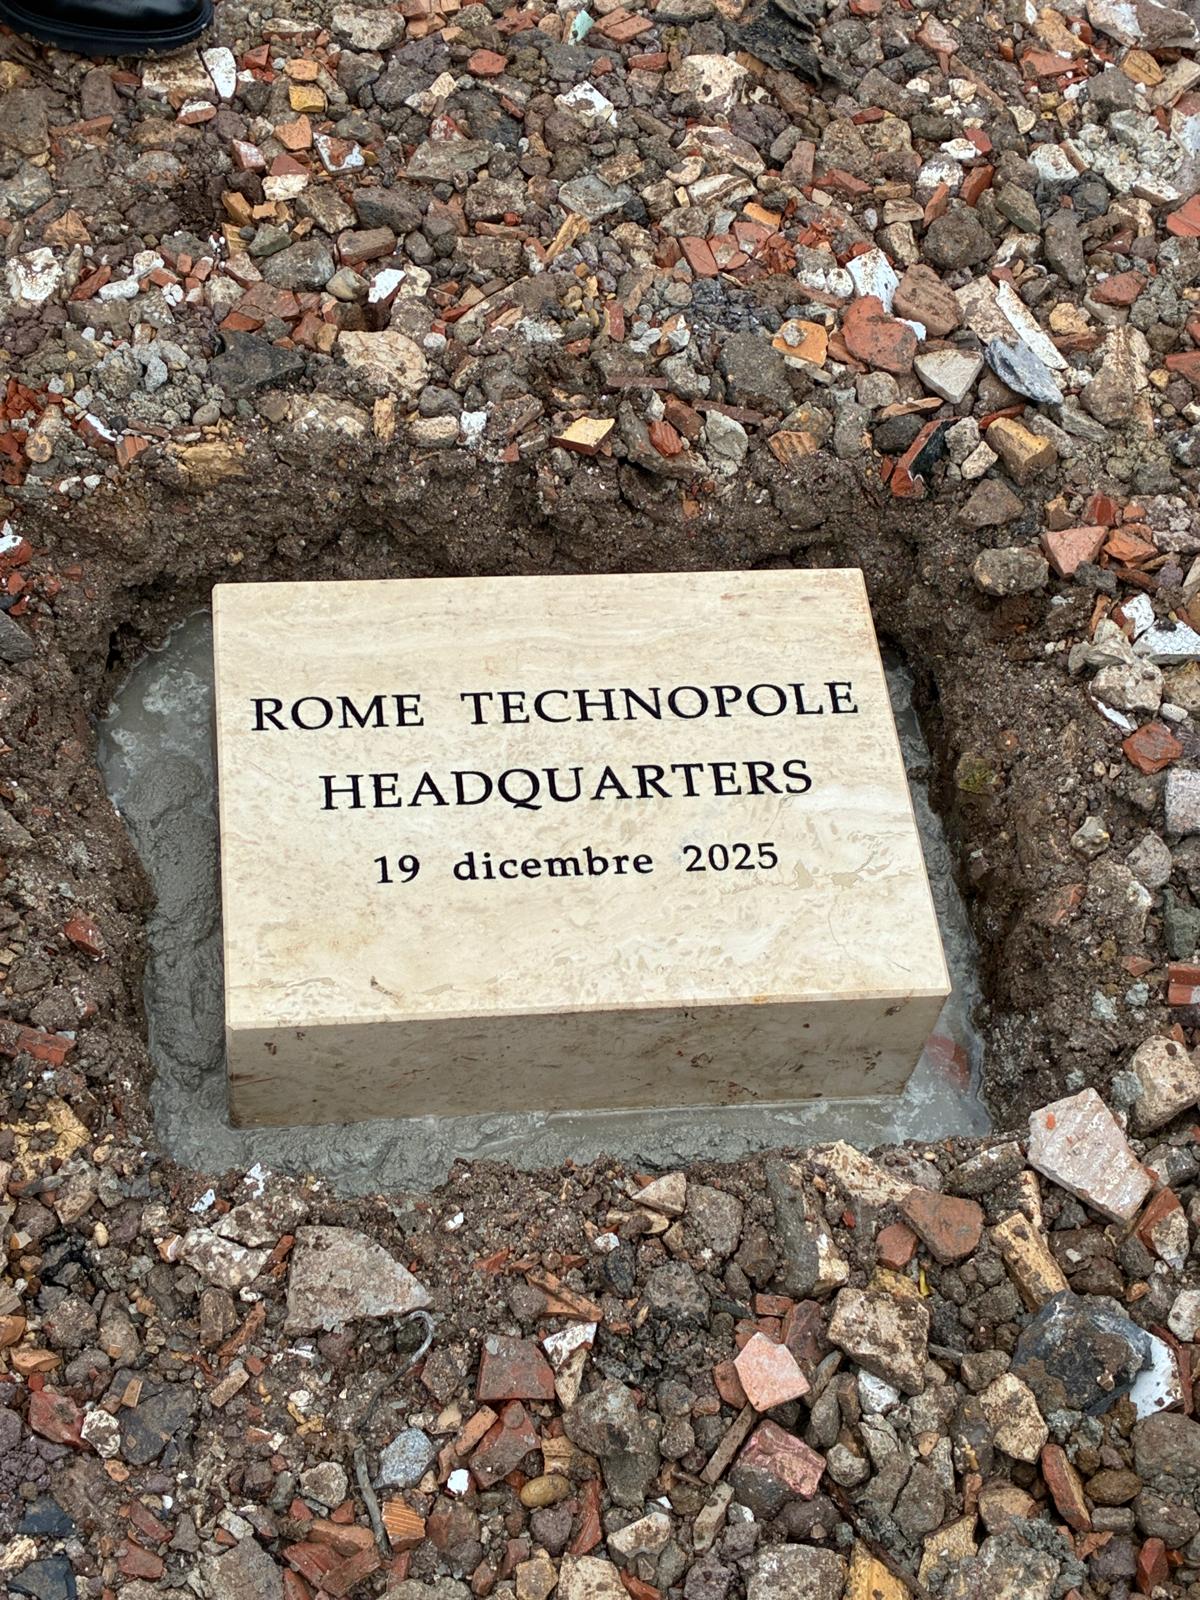 ROME TECHNOPOLE
HEADQUARTERS
19 dicembre 2025